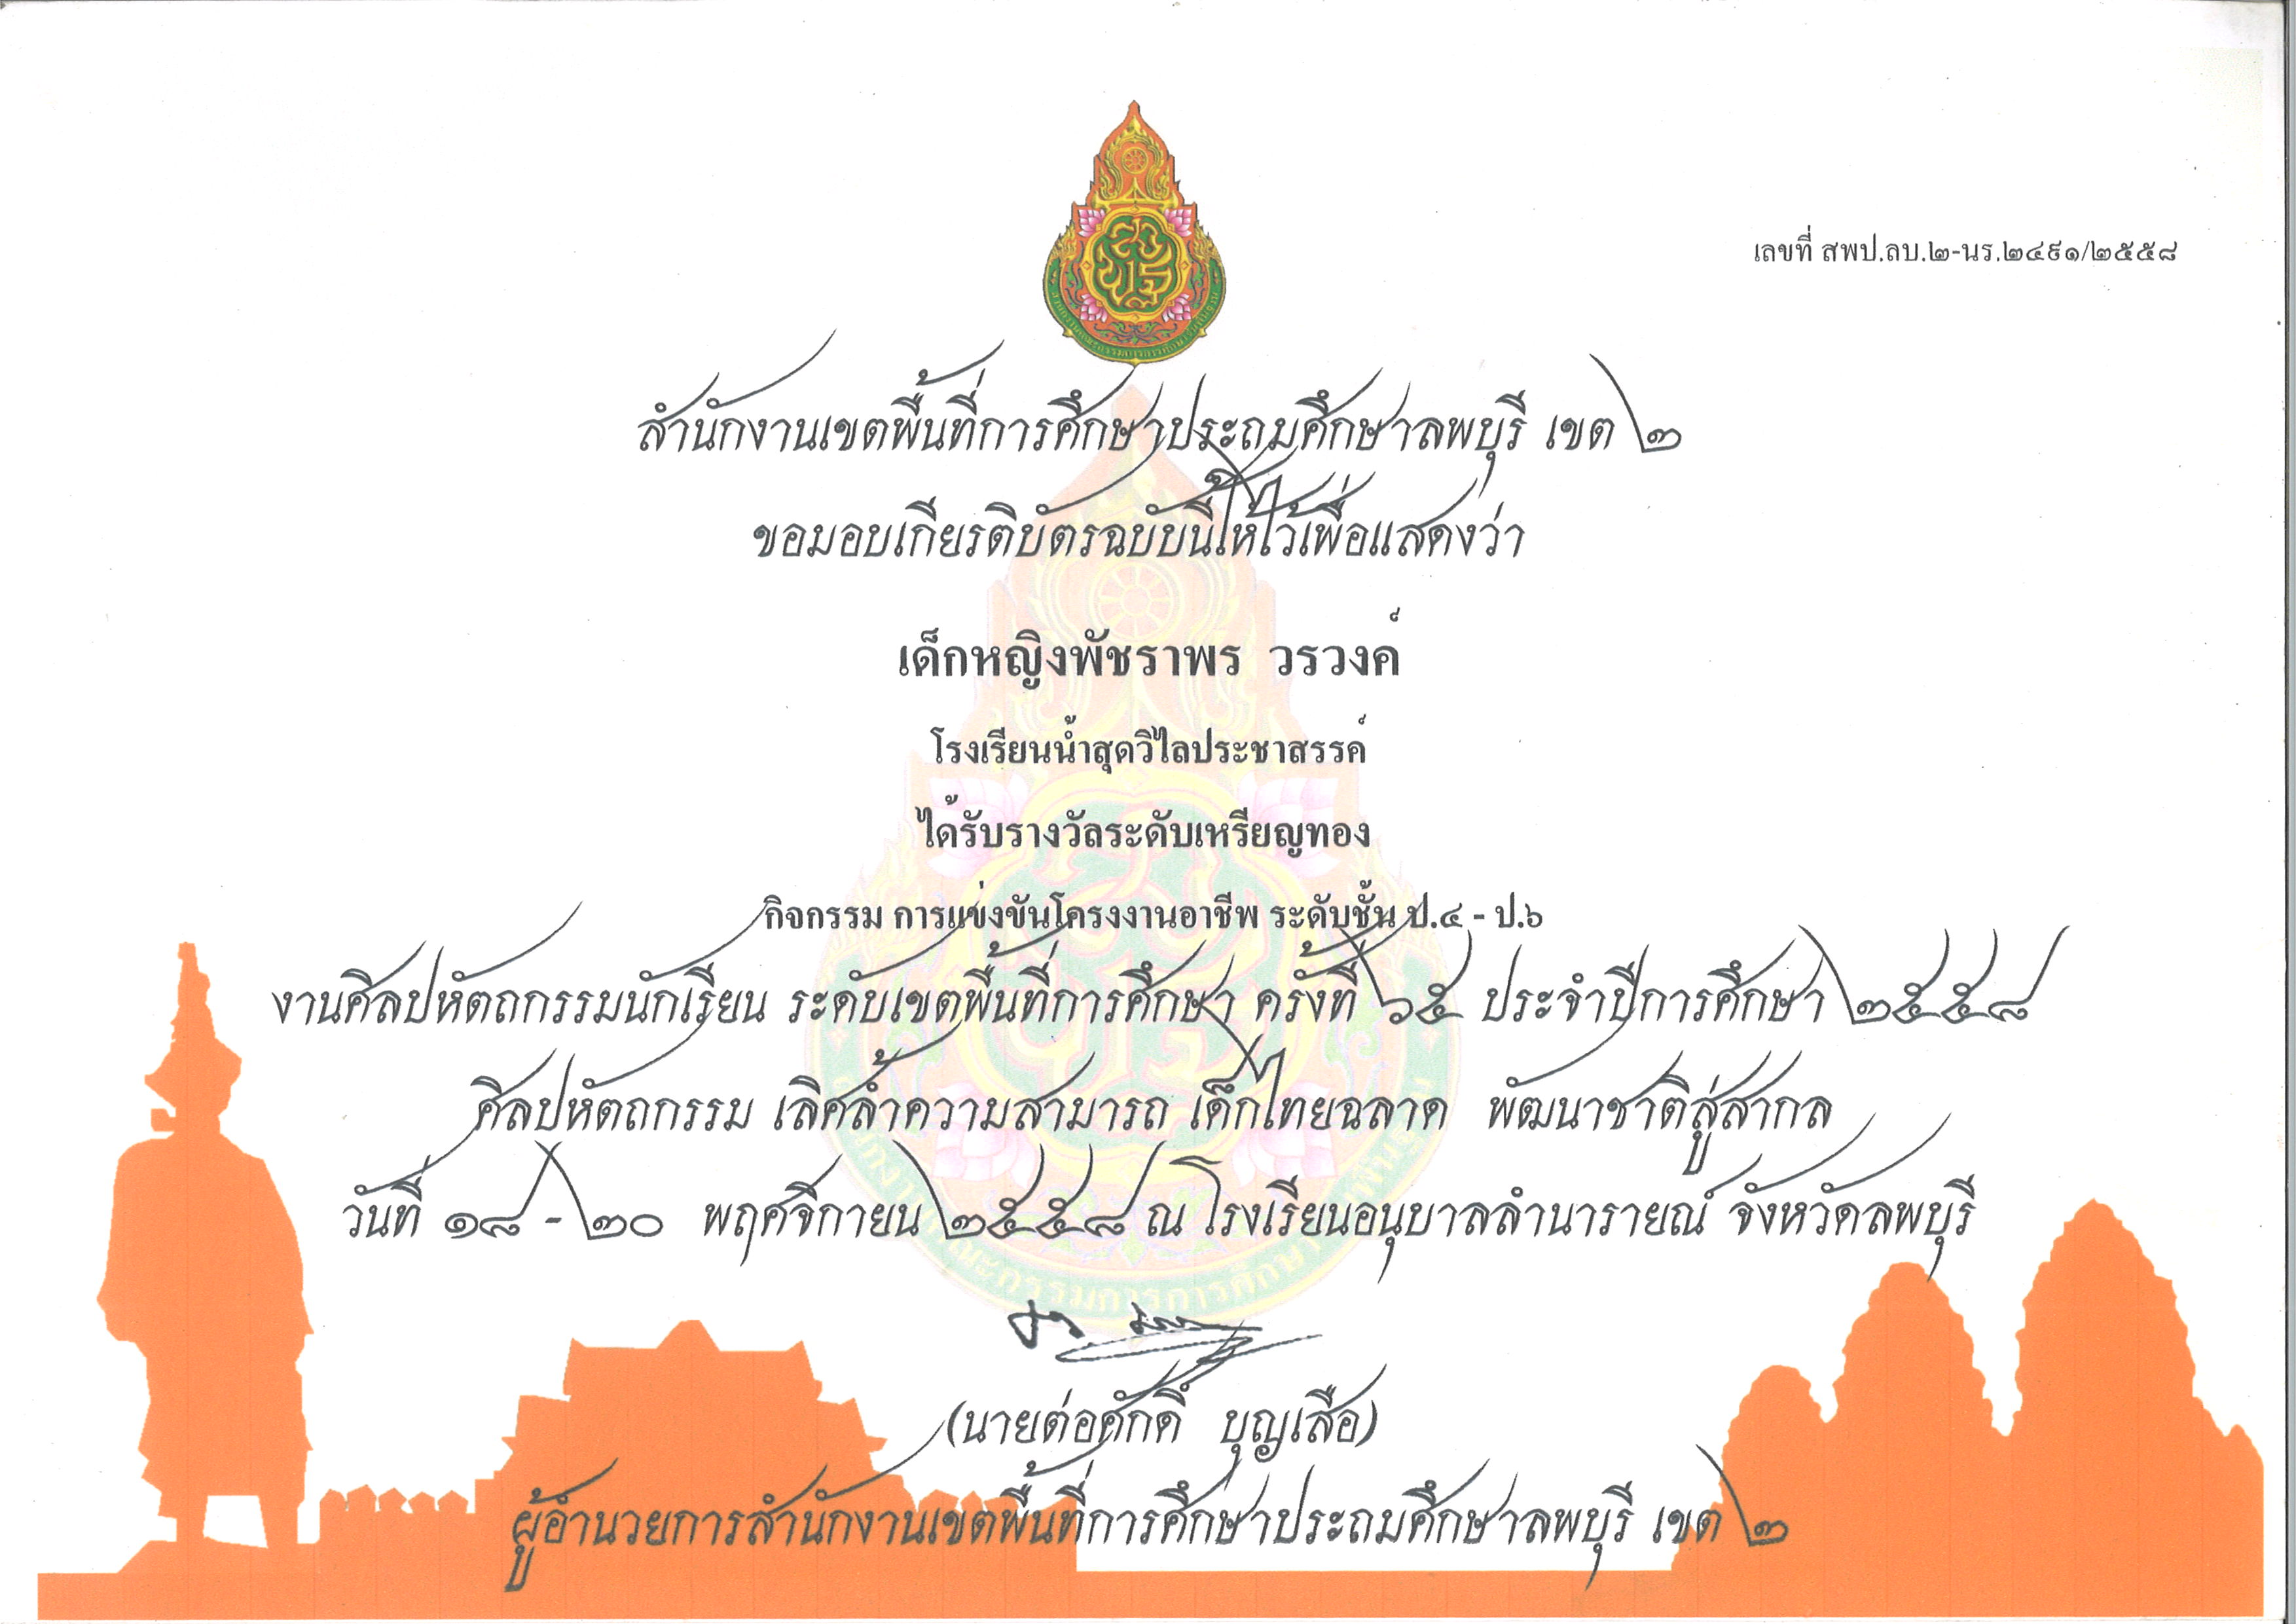 เลขที่ สพป.ลบ.๒-นร.๒๔๙๑/๒๕๕๘
สำนักงานเขตพื้นที่การศึกษาประถมศึกษาลพบุรี เขต ๒
ขอมอบเกียรติบัตรฉบับนี้ให้ไว้เพื่อแสดงว่า
เด็กหญิงพัชราพร วรวงค์
โรงเรียนน้ำสุดวิไลประชาสรรค์
ได้รับรางวัลระดับเหรียญทอง
กิจกรรม การแข่งขันโครงงานอาชีพ ระดับชั้น ป.๔ - ป.๖
งานศิลปหัตถกรรมนักเรียน ระดับเขตพื้นที่การศึกษา ครั้งที่ ๖๕ ประจำปีการศึกษา ๒๕๕๘
ศิลปหัตถกรรม เลิศล้ำความสามารถ เด็กไทยฉลาด พัฒนาชาติสู่สากล
วันที่ ๑๘ - ๒๐ พฤศจิกายน ๒๕๕๘ ณ โรงเรียนอนุบาลลำนารายณ์ จังหวัดลพบุรี
(นายต่อศักดิ์ บุญเสือ)
ผู้อำนวยการสำนักงานเขตพื้นที่การศึกษาประถมศึกษาลพบุรี เขต ๒